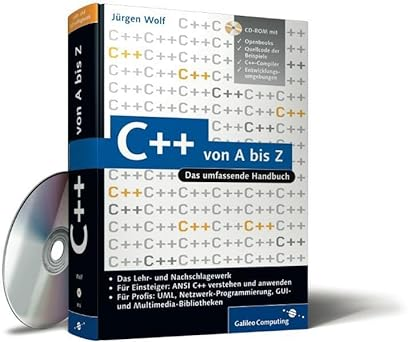 Jürgen Wolf
CD-ROM mit
Openbooks
Quellcode der
Beispiele
C++-Compiler
Entwicklungs-
umgebungen
C++ C++ C++
C++ C++ C++
C++ C++ C++
C++ C++ C++ C++ C++
C++ C++ C++ C++ C++
C++ von A bis Z
Das umfassende Handbuch
C++ C++ C++ C++ C++
C++ C++ C++ C++ C++
C++ C++ C++ C++ C++
C++ C++ C++ C++ C++
• Das Lehr- und Nachschlagewerk
• Für Einsteiger: ANSI C++ verstehen und anwenden
• Für Profis: UML, Netzwerk-Programmierung, GUI-
und Multimedia-Bibliotheken
Galileo Computing
C++ von A bis Z
Wolf